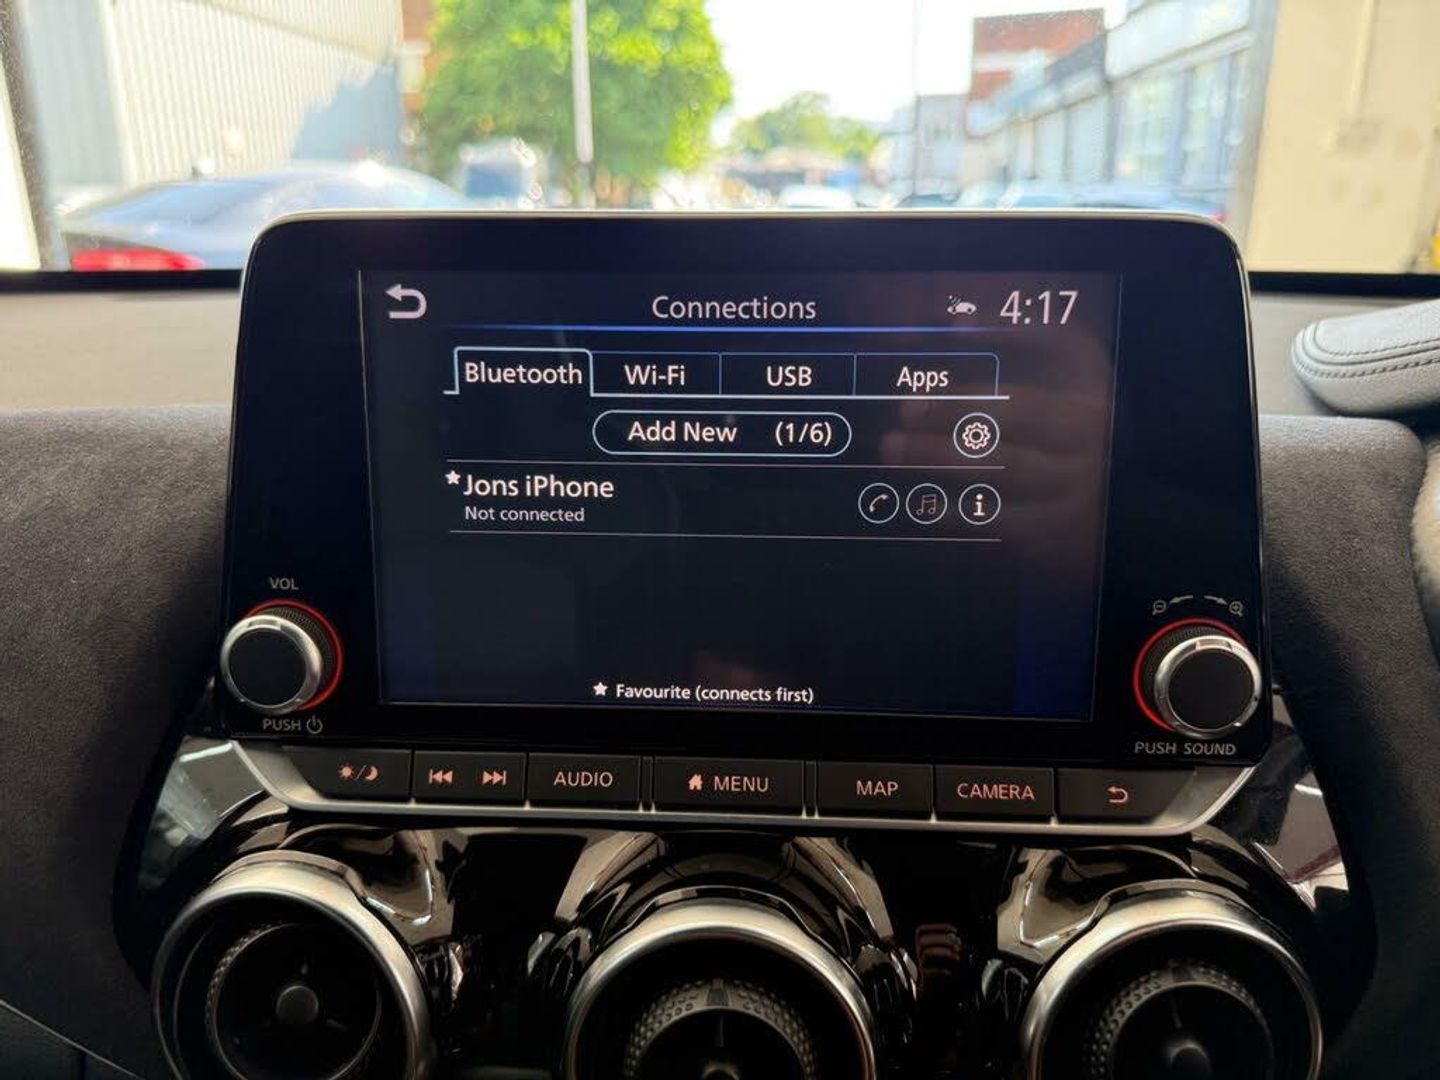 Connections 4:17
Bluetooth Wi-Fi USB Apps
Add New (1/6)
Jons iPhone
Not connected
Favourite (connects first)
VOL
PUSH
PUSH SOUND
AUDIO MENU MAP CAMERA